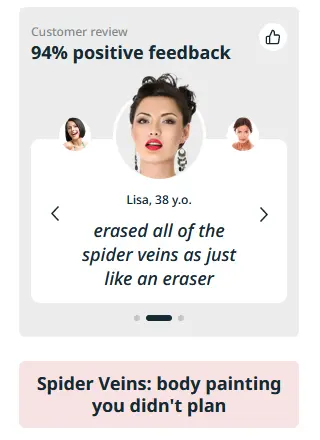 Customer review
94% positive feedback
Lisa, 38 y.o.
erased all of the
spider veins as just
like an eraser
Spider Veins: body painting
you didn't plan